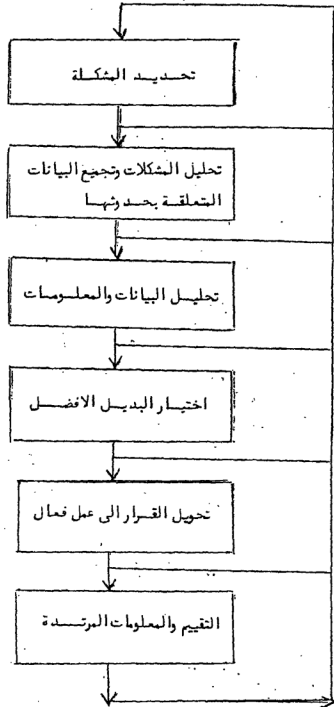 تحديد المشكلة
تحليل المشكلات وتجميع البيانات
المتعلقة بحدوثها
تحليل البيانات والمعلومات
اختيار البديل الافضل
تحويل القرار الى عمل فعال
التقييم والمعلومات المرتدة